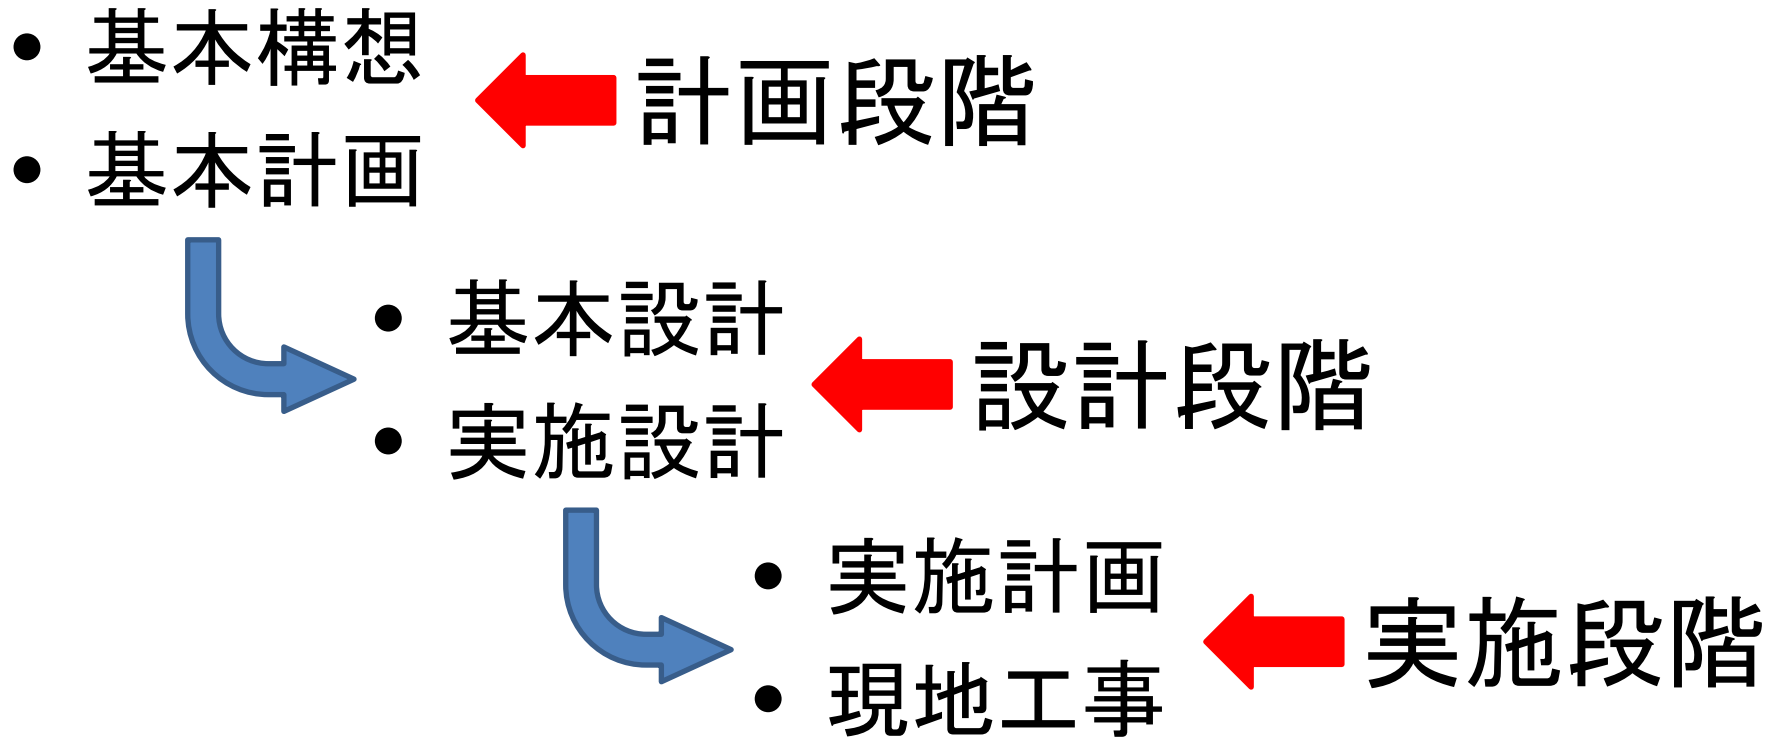 • 基本構想
計画段階
• 基本計画
• 基本設計
設計段階
• 実施設計
• 実施計画
実施段階
• 現地工事